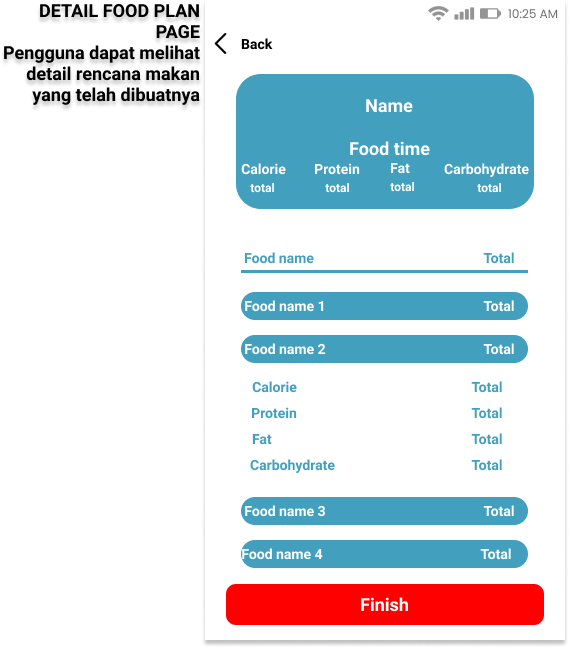 DETAIL FOOD PLAN
PAGE
Pengguna dapat melihat
detail rencana makan
yang telah dibuatnya
10:25 AM
Back
Name
Food time
Calorie Protein Fat Carbohydrate
total total total total
Food name Total
Food name 1 Total
Food name 2 Total
Calorie Total
Protein Total
Fat Total
Carbohydrate Total
Food name 3 Total
Food name 4 Total
Finish